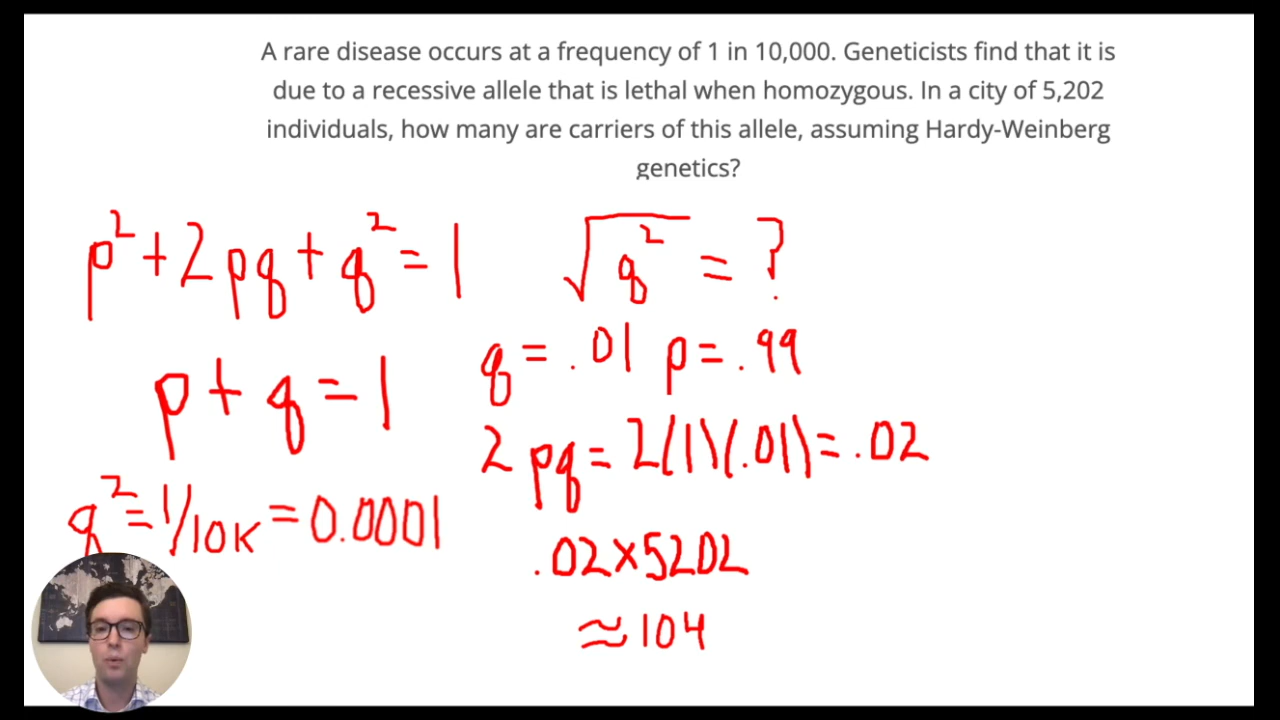 A rare disease occurs at a frequency of 1 in 10,000. Geneticists find that it is
due to a recessive allele that is lethal when homozygous. In a city of 5,202
individuals, how many are carriers of this allele, assuming Hardy-Weinberg
genetics?
p²+2pq+q²=1
p+q=1
q²=1/10K=0.0001
√q² = ?
q=.01 p=.99
2pq=2(1)(.01)=.02
.02×5202
≈104